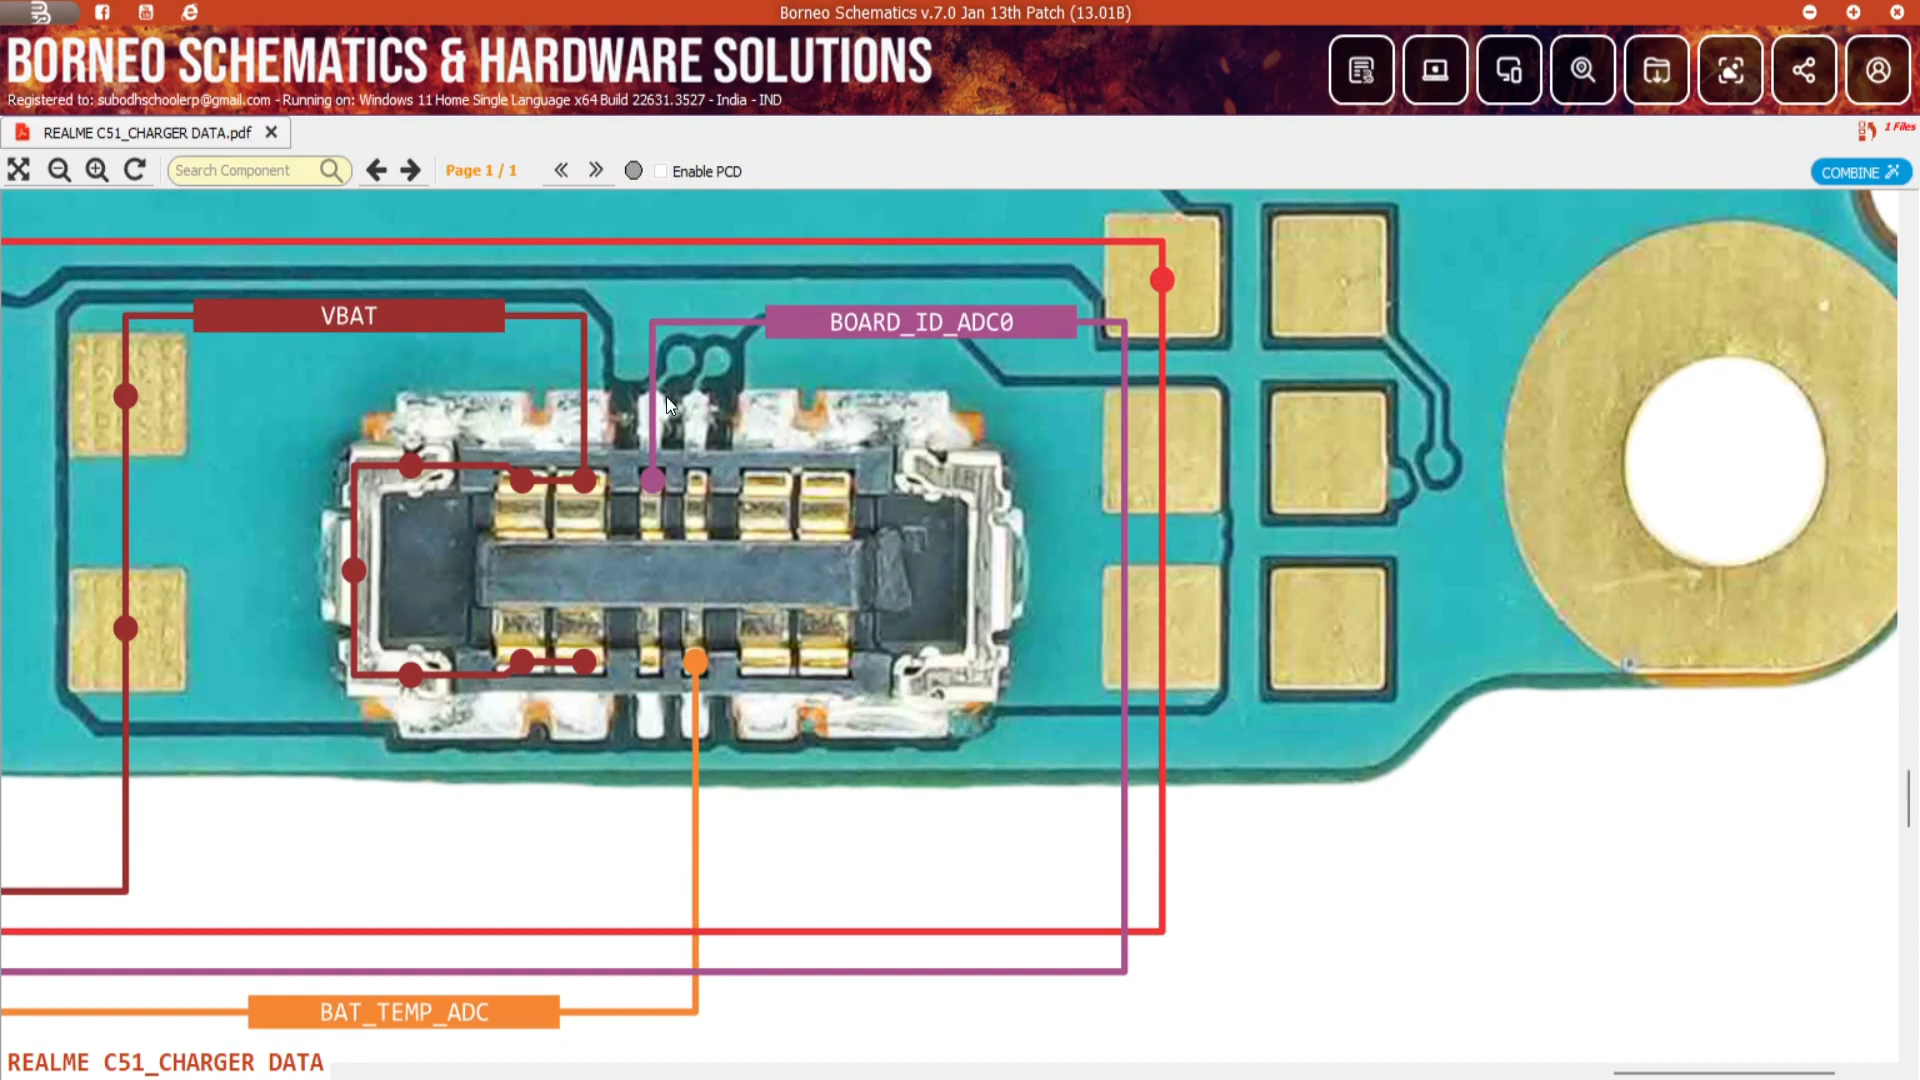 Borneo Schematics v.7.0 Jan 13th Patch (13.01B)
BORNEO SCHEMATICS & HARDWARE SOLUTIONS
Registered to: subodhschoolerp@gmail.com - Running on: Windows 11 Home Single Language x64 Build 22631.3527 - India - IND
REALME C51_CHARGER DATA.pdf
1 Files
Search Component
Page 1 / 1
Enable PCD
COMBINE
VBAT
BOARD_ID_ADC0
BAT_TEMP_ADC
REALME C51_CHARGER DATA